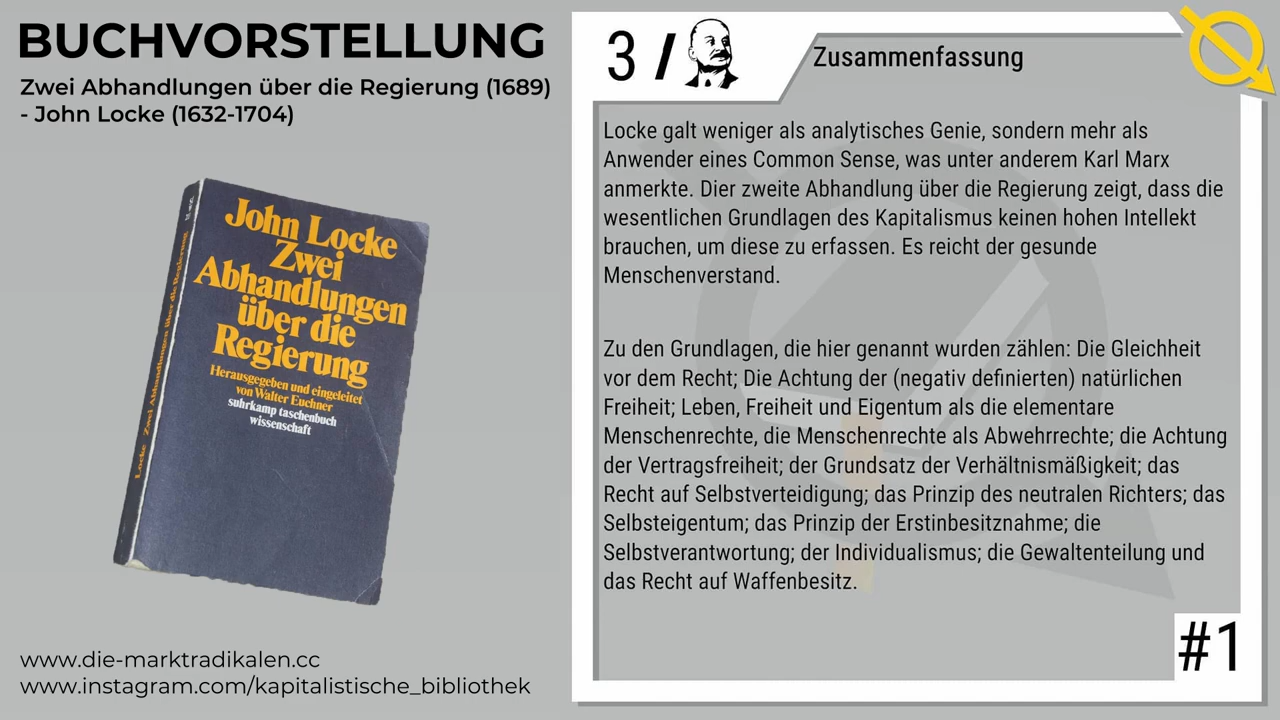 BUCHVORSTELLUNG
Zwei Abhandlungen über die Regierung (1689)
- John Locke (1632-1704)
John Locke
Zwei
Abhandlungen
über die
Regierung
Herausgegeben und eingeleitet
von Walter Euchner
suhrkamp taschenbuch
wissenschaft
Locke Zwei Abhandlungen über die Regierung
www.die-marktradikalen.cc
www.instagram.com/kapitalistische_bibliothek
3 /
Zusammenfassung
Locke galt weniger als analytisches Genie, sondern mehr als
Anwender eines Common Sense, was unter anderem Karl Marx
anmerkte. Dier zweite Abhandlung über die Regierung zeigt, dass die
wesentlichen Grundlagen des Kapitalismus keinen hohen Intellekt
brauchen, um diese zu erfassen. Es reicht der gesunde
Menschenverstand.
Zu den Grundlagen, die hier genannt wurden zählen: Die Gleichheit
vor dem Recht; Die Achtung der (negativ definierten) natürlichen
Freiheit; Leben, Freiheit und Eigentum als die elementare
Menschenrechte, die Menschenrechte als Abwehrrechte; die Achtung
der Vertragsfreiheit; der Grundsatz der Verhältnismäßigkeit; das
Recht auf Selbstverteidigung; das Prinzip des neutralen Richters; das
Selbsteigentum; das Prinzip der Erstinbesitznahme; die
Selbstverantwortung; der Individualismus; die Gewaltenteilung und
das Recht auf Waffenbesitz.
#1